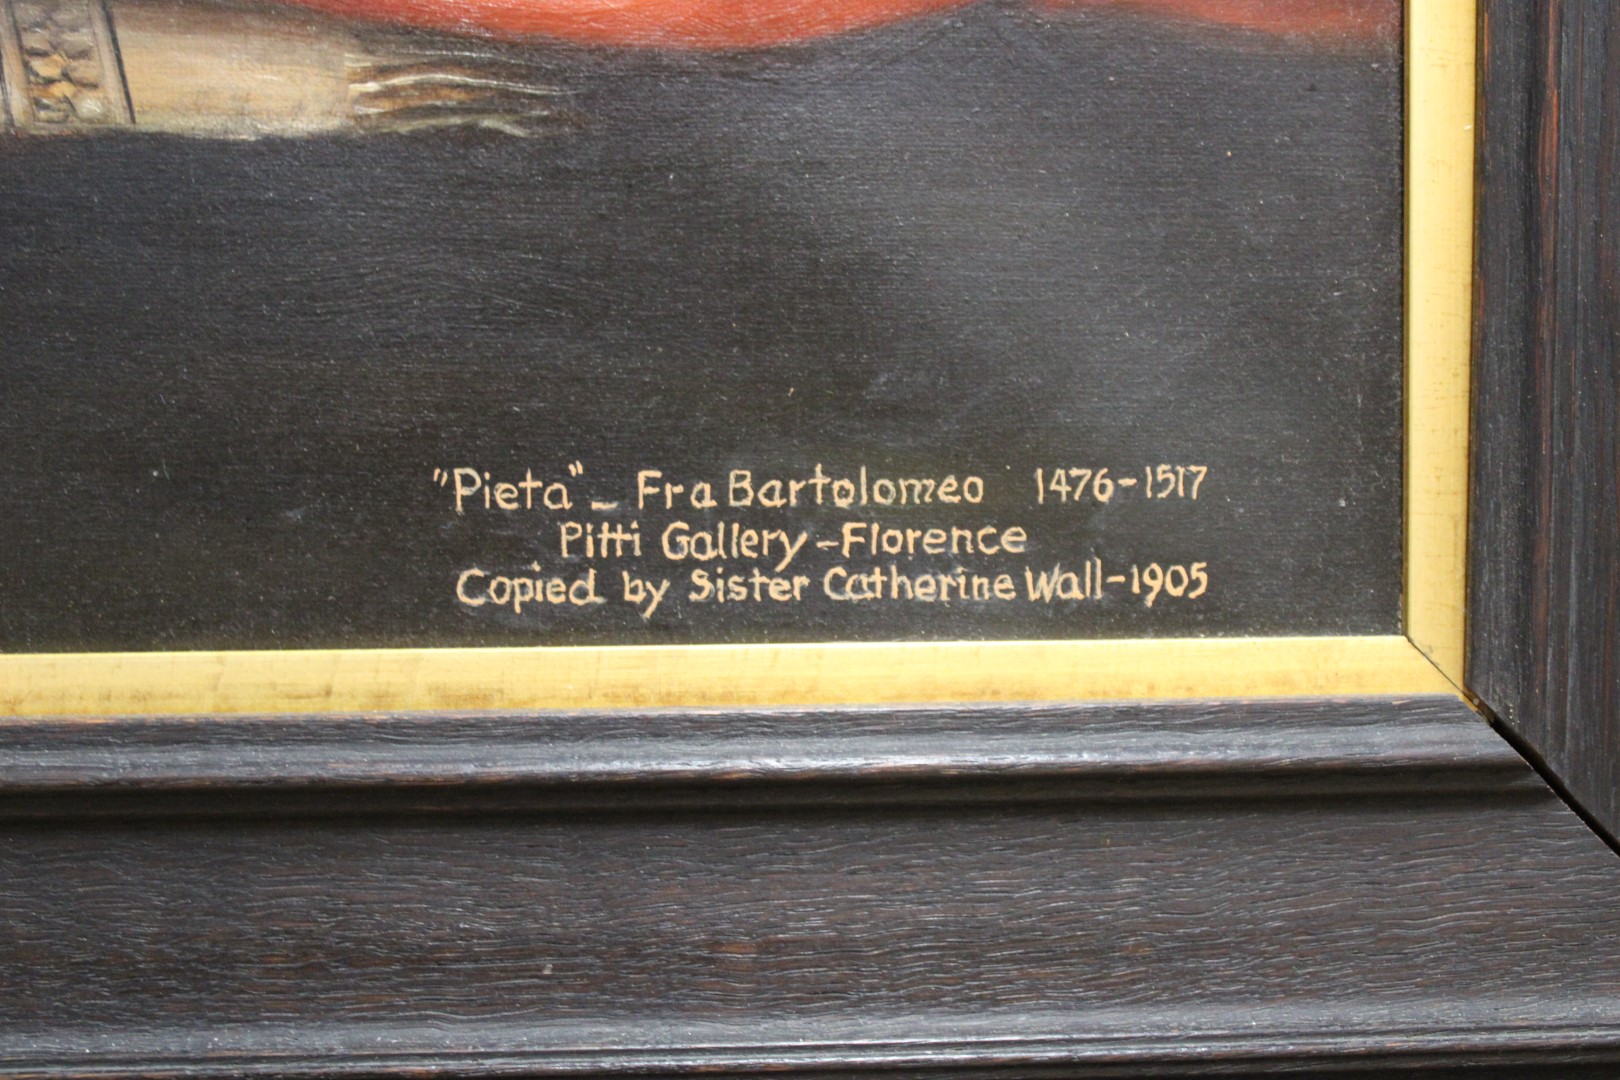 "Pieta" - Fra Bartolomeo 1476-1517
Pitti Gallery - Florence
Copied by Sister Catherine Wall-1905